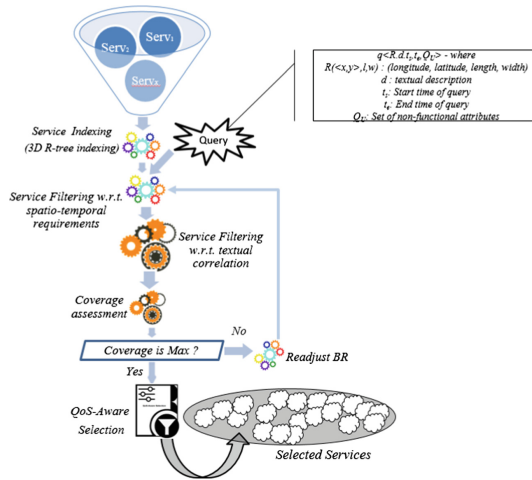 Serv₂
Serv₁
Servₖ
q<R.d.tₛ,tₑ,Q> - where
R(<x,y>,l,w) : (longitude, latitude, length, width)
d : textual description
tₛ: Start time of query
tₑ: End time of query
Q: Set of non-functional attributes
Service Indexing
(3D R-tree indexing)
Query
Service Filtering w.r.t.
spatio-temporal
requirements
Service Filtering
w.r.t. textual
correlation
Coverage
assessment
Coverage is Max ?
No
Readjust BR
Yes
QoS-Aware
Selection
Selected Services